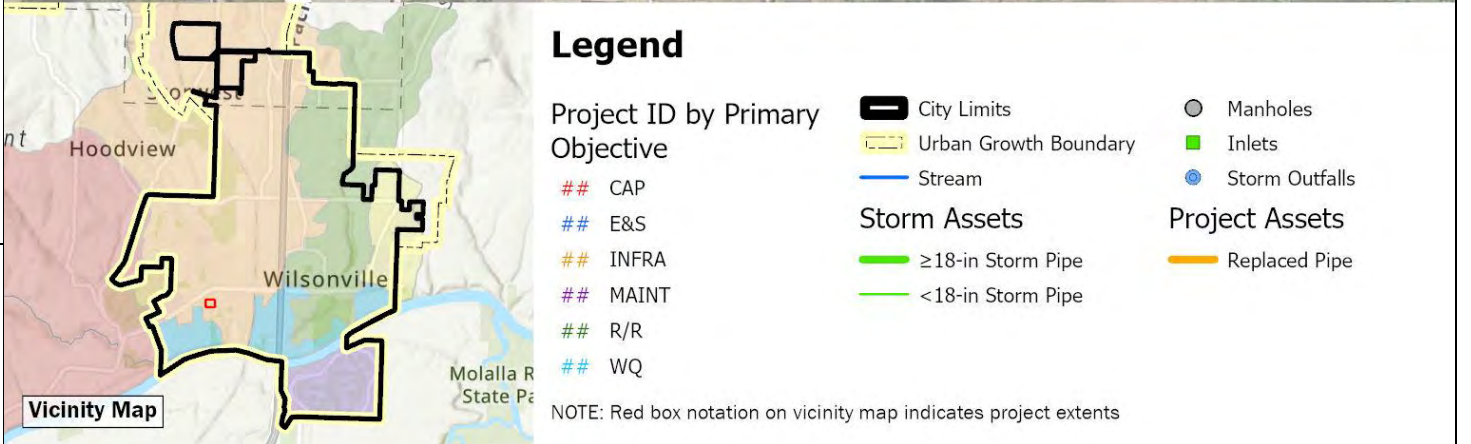 nt
Hoodview
Wilsonville
Molalla R
State Pa
Vicinity Map
Legend
Project ID by Primary
Objective
## CAP
## E&S
## INFRA
## MAINT
## R/R
## WQ
City Limits
Urban Growth Boundary
Stream
Storm Assets
≥18-in Storm Pipe
<18-in Storm Pipe
Manholes
Inlets
Storm Outfalls
Project Assets
Replaced Pipe
NOTE: Red box notation on vicinity map indicates project extents